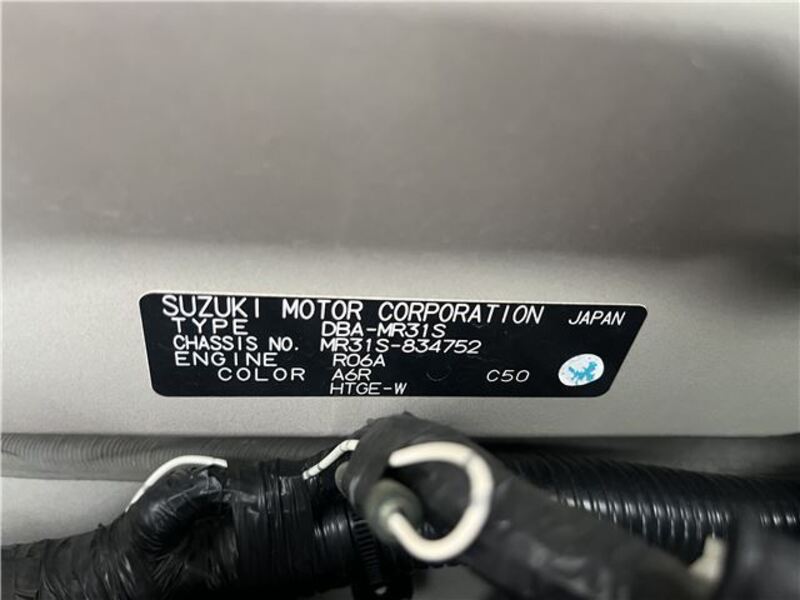 SUZUKI MOTOR CORPORATION JAPAN
TYPE DBA-MR31S
CHASSIS NO. MR31S-834752
ENGINE R06A
COLOR A6R C50
HTGE-W